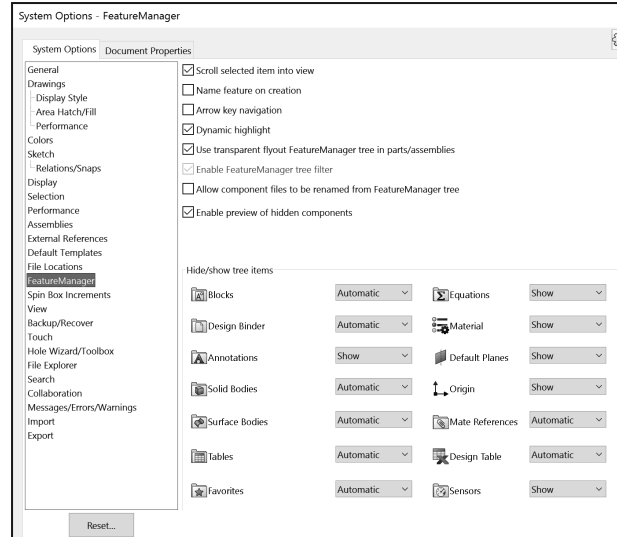 System Options - FeatureManager
System Options
Document Properties
General
Drawings
Display Style
Area Hatch/Fill
Performance
Colors
Sketch
Relations/Snaps
Display
Selection
Performance
Assemblies
External References
Default Templates
File Locations
FeatureManager
Spin Box Increments
View
Backup/Recover
Touch
Hole Wizard/Toolbox
File Explorer
Search
Collaboration
Messages/Errors/Warnings
Import
Export
Reset...
Scroll selected item into view
Name feature on creation
Arrow key navigation
Dynamic highlight
Use transparent flyout FeatureManager tree in parts/assemblies
Enable FeatureManager tree filter
Allow component files to be renamed from FeatureManager tree
Enable preview of hidden components
Hide/show tree items
Blocks Automatic Equations Show
Design Binder Automatic Material Show
Annotations Show Default Planes Show
Solid Bodies Automatic Origin Show
Surface Bodies Automatic Mate References Automatic
Tables Automatic Design Table Automatic
Favorites Automatic Sensors Show